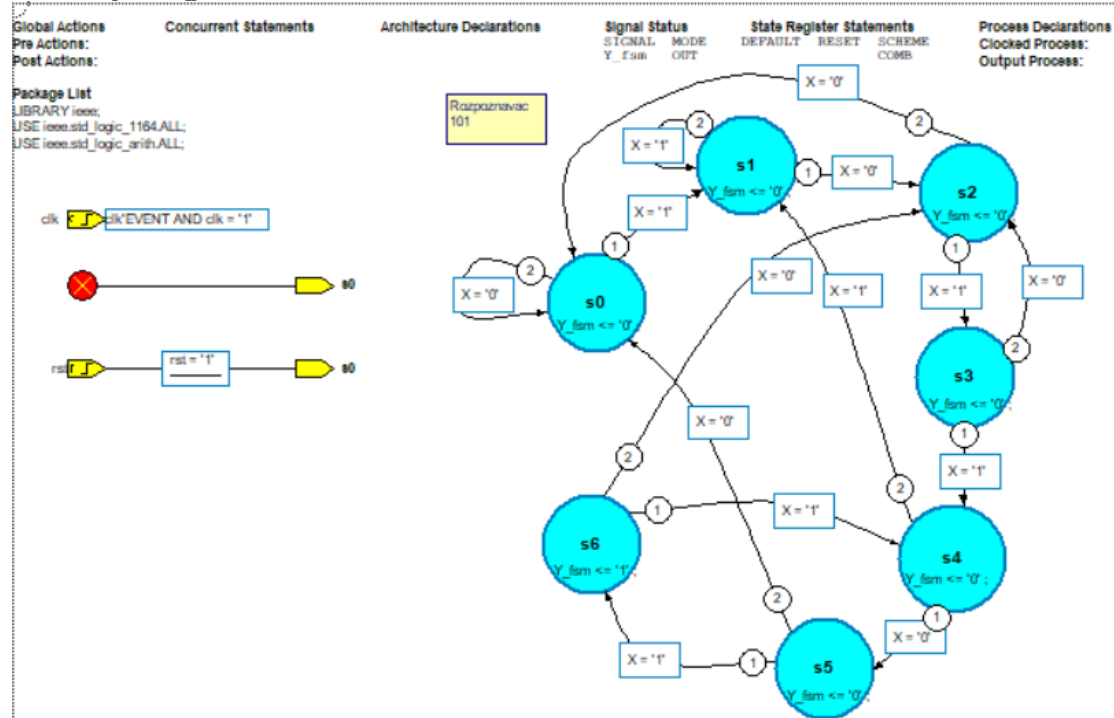 Global Actions
Pre Actions:
Post Actions:
Concurrent Statements
Architecture Declarations
Signal Status
SIGNAL MODE
Y_fsm OUT
State Register Statements
DEFAULT RESET SCHEME
COMB
Process Declarations
Clocked Process:
Output Process:
Package List
LIBRARY ieee;
USE ieee.std_logic_1164.ALL;
USE ieee.std_logic_arith.ALL;
Rozpoznavac
101
X = '0'
2
2
X = '1'
s1
Y_fsm <= '0' ;
1
X = '0'
s2
Y_fsm <= '0'
clk
clk'EVENT AND clk = '1'
X = '1'
1
1
2
X = '0'
s0
Y_fsm <= '0'
X = '0'
X = '1'
X = '1'
X = '0'
s0
2
rst
rst = '1'
s0
s3
Y_fsm <= '0' ;
X = '0'
1
2
X = '1'
2
s6
Y_fsm <= '1' ;
1
X = '1'
s4
Y_fsm <= '0' ;
2
1
X = '0'
X = '1'
1
s5
Y_fsm <= '0' ;